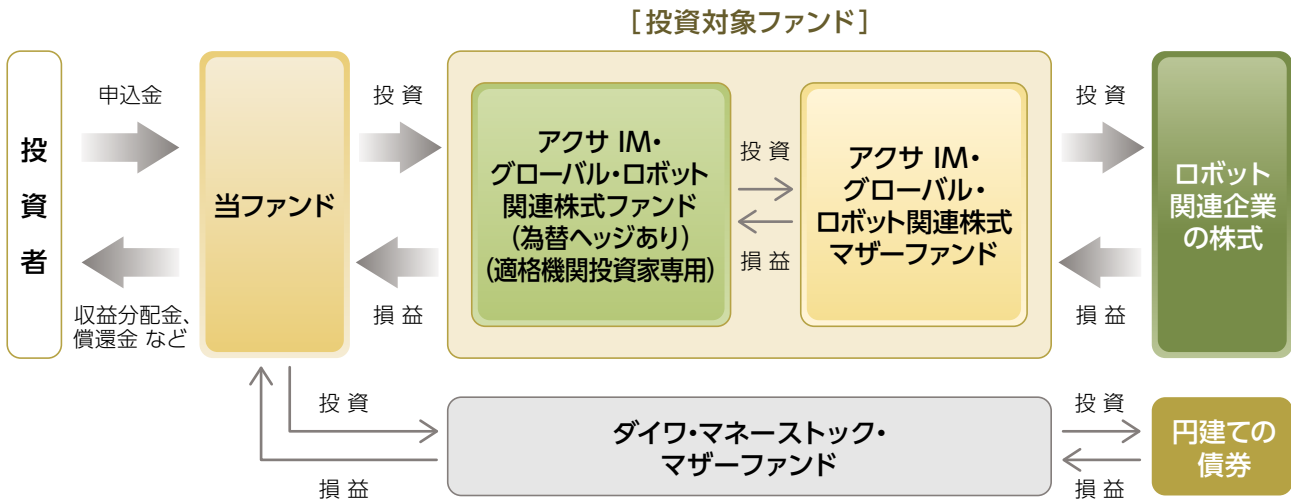 [投資対象ファンド]
投資者
申込金
収益分配金、
償還金 など
当ファンド
投 資
損 益
アクサ IM・
グローバル・ロボット
関連株式ファンド
(為替ヘッジあり)
(適格機関投資家専用)
投 資
損 益
アクサ IM・
グローバル・
ロボット関連株式
マザーファンド
投 資
損 益
ロボット
関連企業
の株式
投 資
損 益
ダイワ・マネーストック・
マザーファンド
投 資
損 益
円建ての
債券